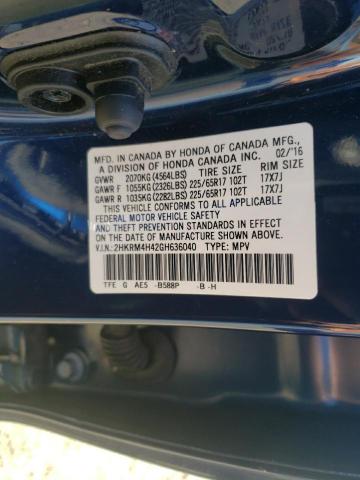 MFD. IN CANADA BY HONDA OF CANADA MFG.,
A DIVISION OF HONDA CANADA INC. 02/16
GVWR 2070KG(4564LBS) TIRE SIZE RIM SIZE
GAWR F 1055KG(2326LBS) 225/65R17 102T 17X7J
GAWR R 1035KG(2282LBS) 225/65R17 102T 17X7J
THIS VEHICLE CONFORMS TO ALL APPLICABLE
FEDERAL MOTOR VEHICLE SAFETY
AND THEFT PREVENTION STANDARDS IN EFFECT ON
THE DATE OF MANUFACTURE SHOWN ABOVE.
V.I.N.: 2HKRM4H42GH636040 TYPE: MPV
TFE G AE5 -B588P -B-H